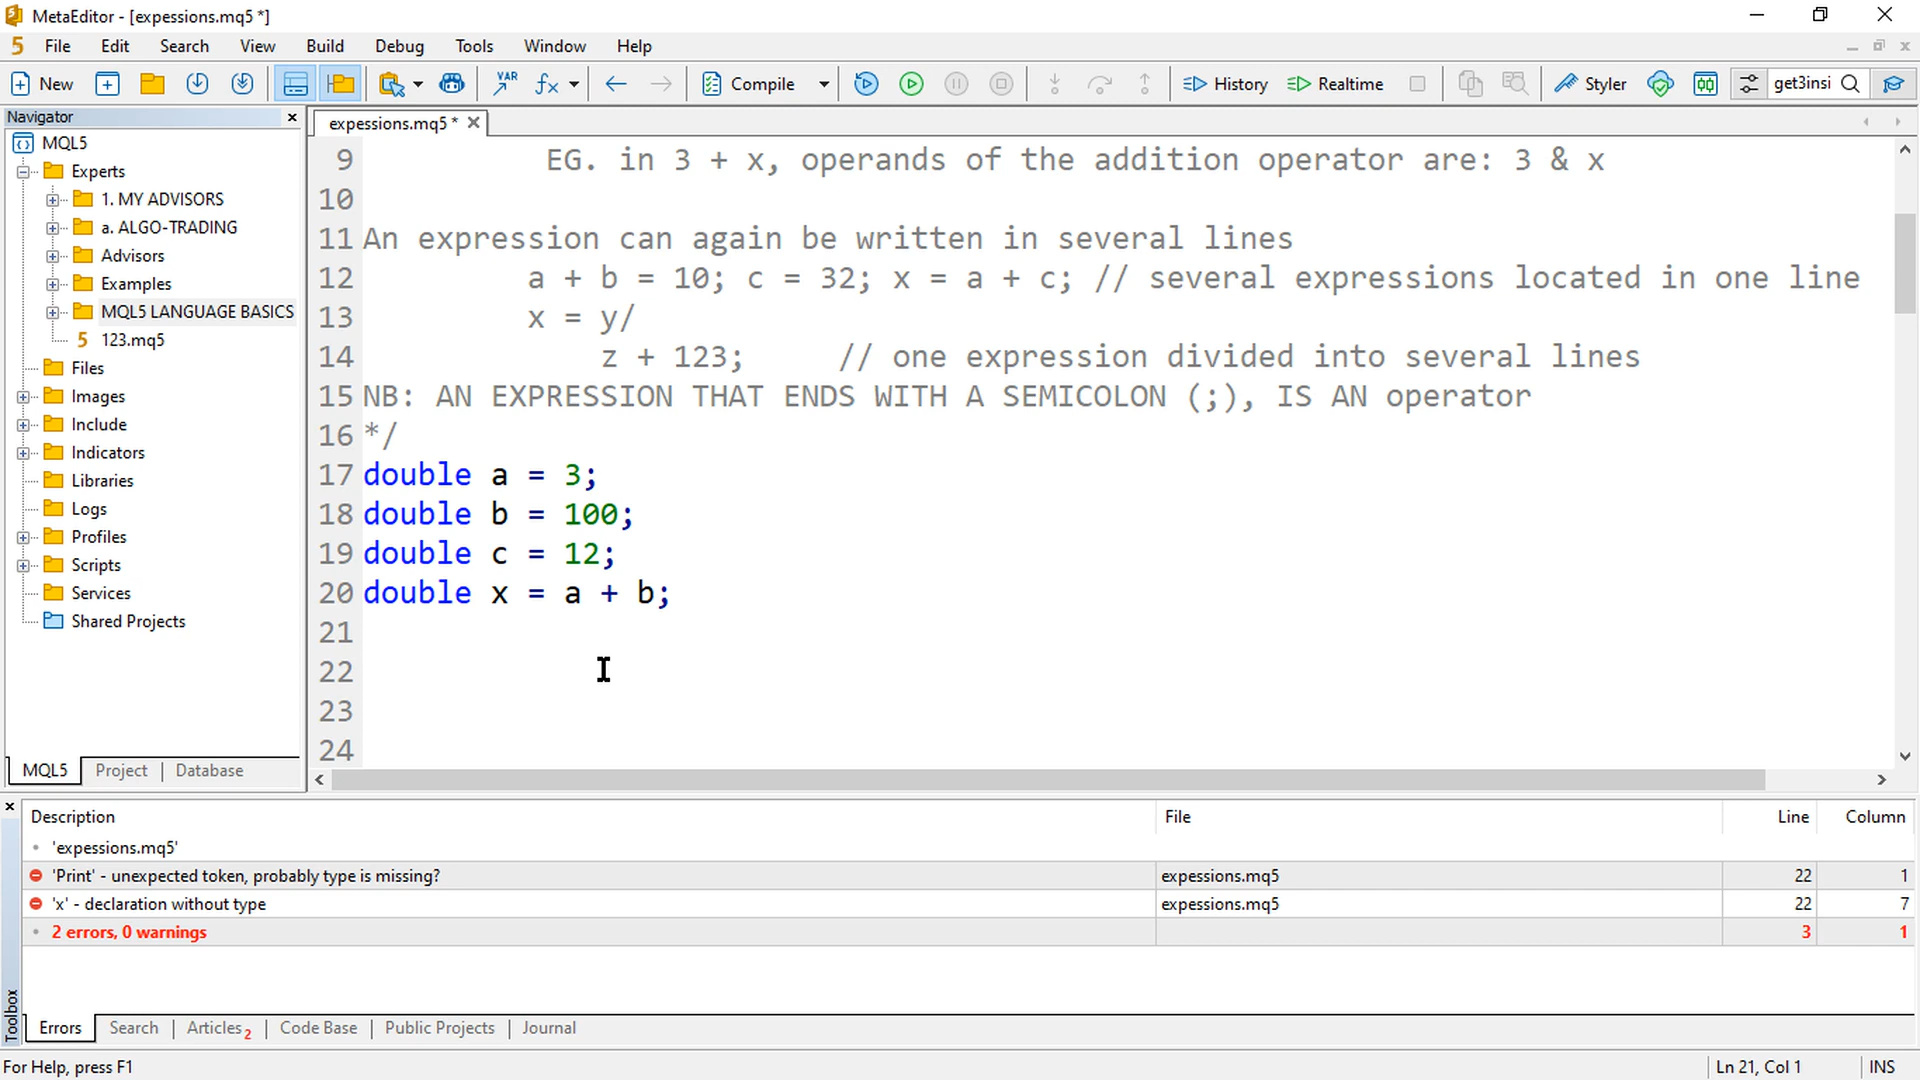 MetaEditor - [expessions.mq5 *]
5 File Edit Search View Build Debug Tools Window Help
New VAR Compile History Realtime Styler get3insi
Navigator
expessions.mq5 *
MQL5
Experts
1. MY ADVISORS
a. ALGO-TRADING
Advisors
Examples
MQL5 LANGUAGE BASICS
5 123.mq5
Files
Images
Include
Indicators
Libraries
Logs
Profiles
Scripts
Services
Shared Projects
MQL5 Project Database
9 EG. in 3 + x, operands of the addition operator are: 3 & x
10
11 An expression can again be written in several lines
12 a + b = 10; c = 32; x = a + c; // several expressions located in one line
13 x = y/
14 z + 123; // one expression divided into several lines
15 NB: AN EXPRESSION THAT ENDS WITH A SEMICOLON (;), IS AN operator
16 */
17 double a = 3;
18 double b = 100;
19 double c = 12;
20 double x = a + b;
21
22
23
24
Description File Line Column
'expessions.mq5'
'Print' - unexpected token, probably type is missing? expessions.mq5 22 1
'x' - declaration without type expessions.mq5 22 7
2 errors, 0 warnings 3 1
Toolbox
Errors Search Articles 2 Code Base Public Projects Journal
For Help, press F1 Ln 21, Col 1 INS